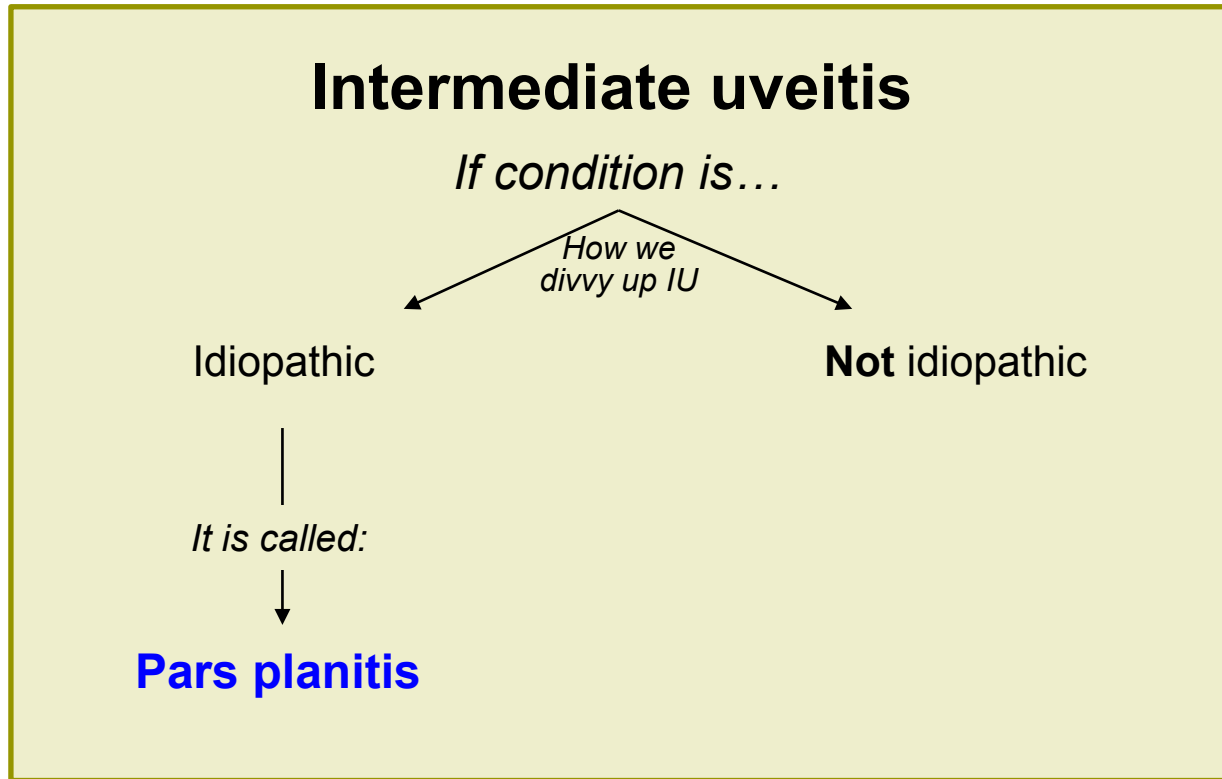 Intermediate uveitis
If condition is…
How we
divvy up IU
Idiopathic
Not idiopathic
It is called:
Pars planitis